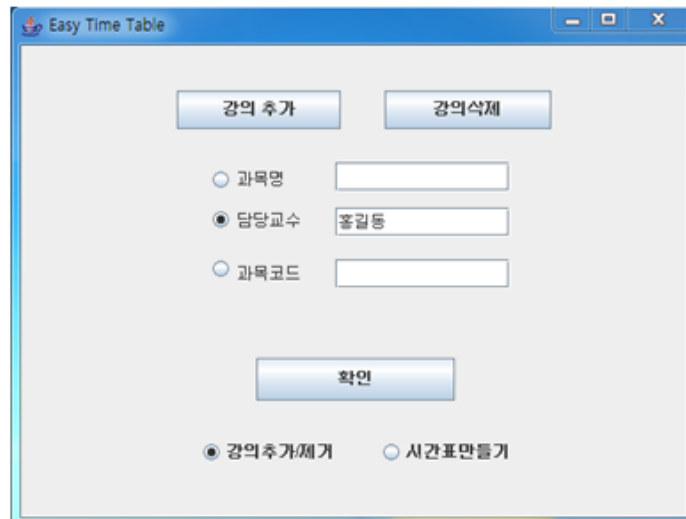 Easy Time Table
강의 추가 강의삭제
과목명
담당교수 홍길동
과목코드
확인
강의추가/제거 시간표만들기